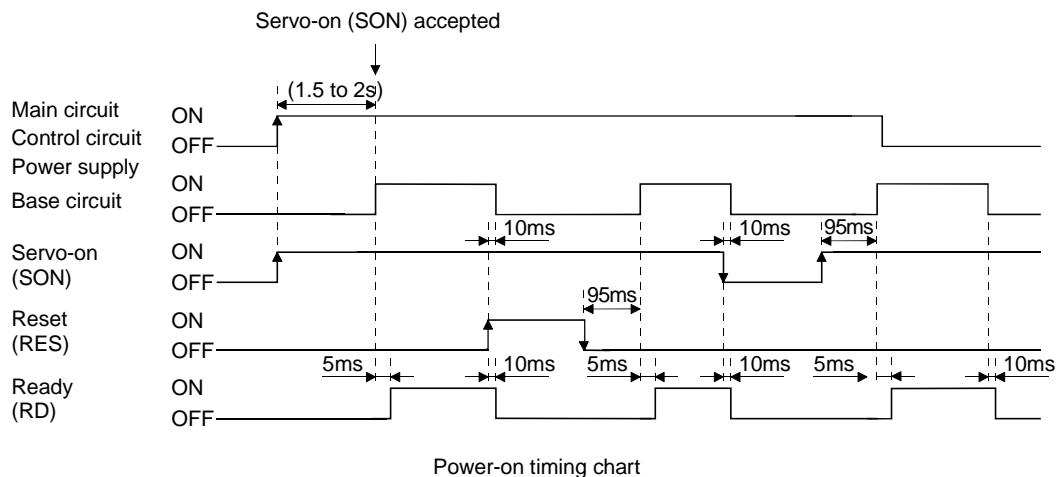 Servo-on (SON) accepted
(1.5 to 2s)
Main circuit
Control circuit
Power supply
ON
OFF
Base circuit
ON
OFF
10ms
10ms
95ms
Servo-on
(SON)
ON
OFF
95ms
Reset
(RES)
ON
OFF
5ms
10ms
5ms
10ms
5ms
10ms
Ready
(RD)
ON
OFF
Power-on timing chart